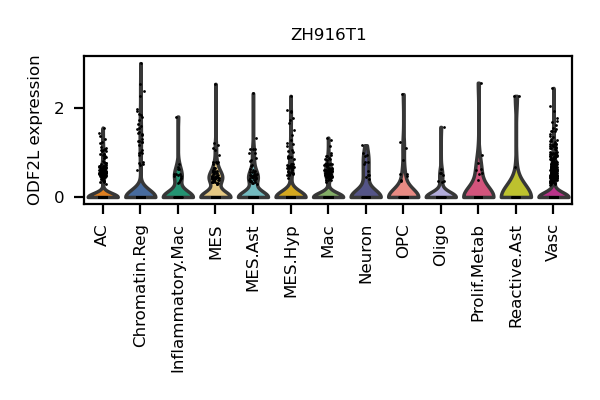 ZH916T1
ODF2L expression
2
0
AC
Chromatin.Reg
Inflammatory.Mac
MES
MES.Ast
MES.Hyp
Mac
Neuron
OPC
Oligo
Prolif.Metab
Reactive.Ast
Vasc